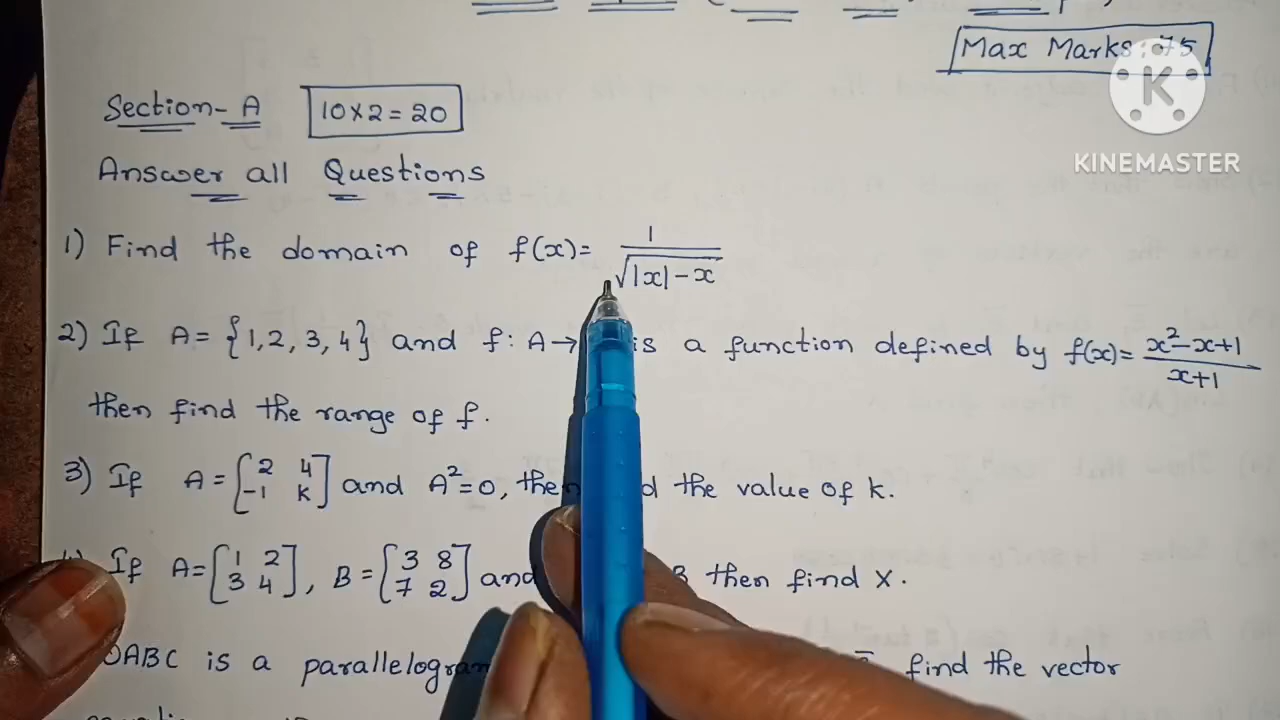 Max Marks: 75
KINEMASTER
Section-A 10×2=20
Answer all Questions
1) Find the domain of f(x)= 1/√|x|-x
2) If A= {1,2,3,4} and f: A→ is a function defined by f(x)= x²-x+1/x+1
then find the range of f.
3) If A= [2 4 -1 k] and A²=0, the the value of k.
If A= [1 2 3 4], B= [3 8 7 2] and B then find X.
OABC is a parallelogram find the vector